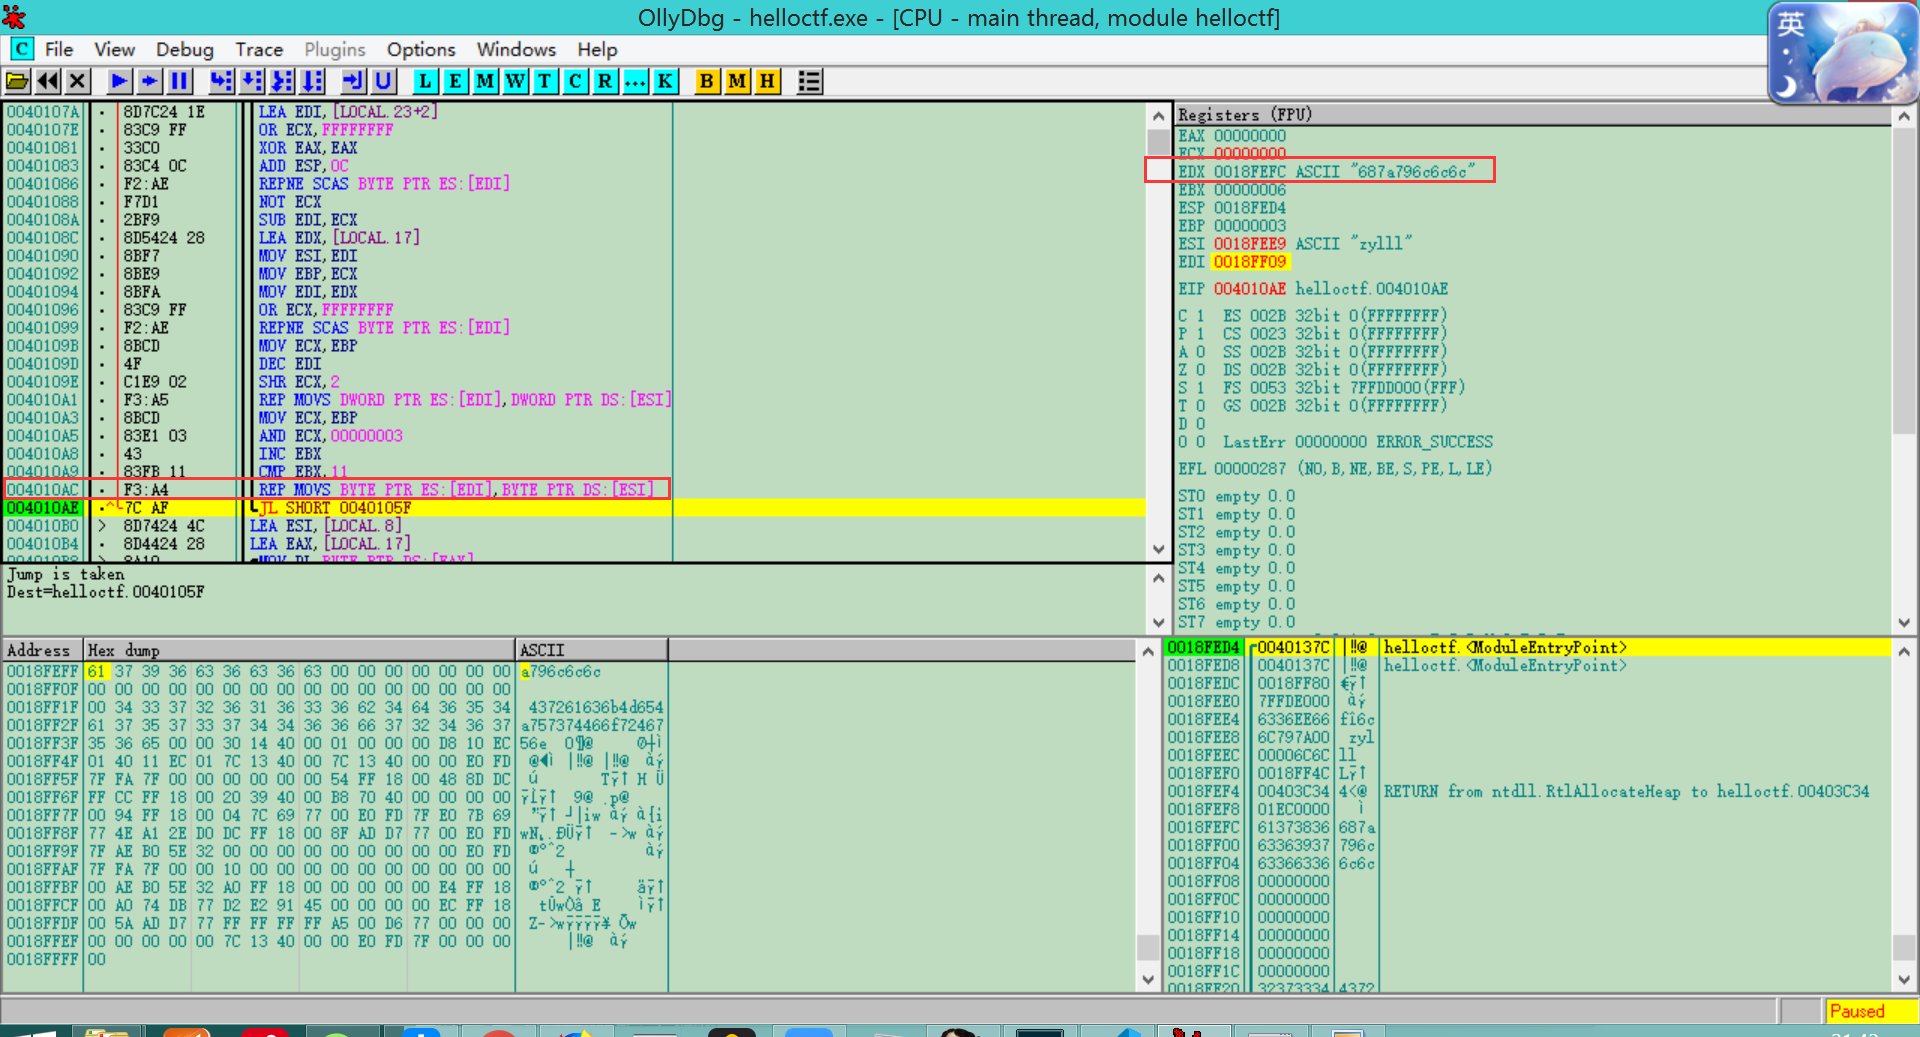 OllyDbg - helloctf.exe - [CPU - main thread, module helloctf]
英
C File View Debug Trace Plugins Options Windows Help
U L E M W T C R ... K B M H
0040107A · 8D7C24 1E LEA EDI,[LOCAL.23+2]
0040107E · 83C9 FF OR ECX,FFFFFFFF
00401081 · 33C0 XOR EAX,EAX
00401083 · 83C4 0C ADD ESP,0C
00401086 · F2:AE REPNE SCAS BYTE PTR ES:[EDI]
00401088 · F7D1 NOT ECX
0040108A · 2BF9 SUB EDI,ECX
0040108C · 8D5424 28 LEA EDX,[LOCAL.17]
00401090 · 8BF7 MOV ESI,EDI
00401092 · 8BE9 MOV EBP,ECX
00401094 · 8BFA MOV EDI,EDX
00401096 · 83C9 FF OR ECX,FFFFFFFF
00401099 · F2:AE REPNE SCAS BYTE PTR ES:[EDI]
0040109B · 8BCD MOV ECX,EBP
0040109D · 4F DEC EDI
0040109E · C1E9 02 SHR ECX,2
004010A1 · F3:A5 REP MOVS DWORD PTR ES:[EDI],DWORD PTR DS:[ESI]
004010A3 · 8BCD MOV ECX,EBP
004010A5 · 83E1 03 AND ECX,00000003
004010A8 · 43 INC EBX
004010A9 · 83FB 11 CMP EBX,11
004010AC · F3:A4 REP MOVS BYTE PTR ES:[EDI],BYTE PTR DS:[ESI]
004010AE ·^ 7C AF JL SHORT 0040105F
004010B0 > 8D7424 4C LEA ESI,[LOCAL.8]
004010B4 · 8D4424 28 LEA EAX,[LOCAL.17]
004010B8 > 8A10 MOV DL,BYTE PTR DS:[EAX]
Jump is taken
Dest=helloctf.0040105F
Registers (FPU)
EAX 00000000
ECX 00000000
EDX 0018FEFC ASCII "687a796c6c6c"
EBX 00000006
ESP 0018FED4
EBP 00000003
ESI 0018FEE9 ASCII "zylll"
EDI 0018FF09
EIP 004010AE helloctf.004010AE
C 1 ES 002B 32bit 0(FFFFFFFF)
P 1 CS 0023 32bit 0(FFFFFFFF)
A 0 SS 002B 32bit 0(FFFFFFFF)
Z 0 DS 002B 32bit 0(FFFFFFFF)
S 1 FS 0053 32bit 7FFDD000(FFF)
T 0 GS 002B 32bit 0(FFFFFFFF)
D 0
O 0 LastErr 00000000 ERROR_SUCCESS
EFL 00000287 (NO,B,NE,BE,S,PE,L,LE)
ST0 empty 0.0
ST1 empty 0.0
ST2 empty 0.0
ST3 empty 0.0
ST4 empty 0.0
ST5 empty 0.0
ST6 empty 0.0
ST7 empty 0.0
Address Hex dump ASCII
0018FEFF 61 37 39 36 63 36 63 36 63 00 00 00 00 00 00 00 a796c6c6c
0018FF0F 00 00 00 00 00 00 00 00 00 00 00 00 00 00 00 00
0018FF1F 00 34 33 37 32 36 31 36 33 36 62 34 64 36 35 34 437261636b4d654
0018FF2F 61 37 35 37 33 37 34 34 36 36 66 37 32 34 36 37 a757374466f72467
0018FF3F 35 36 65 00 00 30 14 40 00 01 00 00 00 D8 10 EC 56e 0¶@
0018FF4F 01 40 11 EC 01 7C 13 40 00 7C 13 40 00 00 E0 FD
0018FF5F 7F FA 7F 00 00 00 00 00 00 54 FF 18 00 48 8D DC
0018FF6F FF CC FF 18 00 20 39 40 00 B8 70 40 00 00 00 00
0018FF7F 00 94 FF 18 00 04 7C 69 77 00 E0 FD 7F E0 7B 69
0018FF8F 77 4E A1 2E D0 DC FF 18 00 8F AD D7 77 00 E0 FD
0018FF9F 7F AE B0 5E 32 00 00 00 00 00 00 00 00 00 E0 FD
0018FFAF 7F FA 7F 00 00 10 00 00 00 00 00 00 00 00 00 00
0018FFBF 00 AE B0 5E 32 A0 FF 18 00 00 00 00 00 E4 FF 18
0018FFCF 00 A0 74 DB 77 D2 E2 91 45 00 00 00 00 EC FF 18
0018FFDF 00 5A AD D7 77 FF FF FF FF A5 00 D6 77 00 00 00
0018FFEF 00 00 00 00 00 7C 13 40 00 00 E0 FD 7F 00 00 00
0018FFFF 00
0018FED4 0040137C |‼@ helloctf.<ModuleEntryPoint>
0018FED8 0040137C |‼@ helloctf.<ModuleEntryPoint>
0018FEDC 0018FF80 €ÿ↑
0018FEE0 7FFDE000 àý
0018FEE4 6336EE66 fî6c
0018FEE8 6C797A00 zyl
0018FEEC 00006C6C ll
0018FEF0 0018FF4C Lÿ↑
0018FEF4 00403C34 4<@ RETURN from ntdll.RtlAllocateHeap to helloctf.00403C34
0018FEF8 01EC0000 ì
0018FEFC 61373836 687a
0018FF00 63363937 796c
0018FF04 63366336 6c6c
0018FF08 00000000
0018FF0C 00000000
0018FF10 00000000
0018FF14 00000000
0018FF18 00000000
0018FF1C 00000000
0018FF20 32373334 4372
Paused